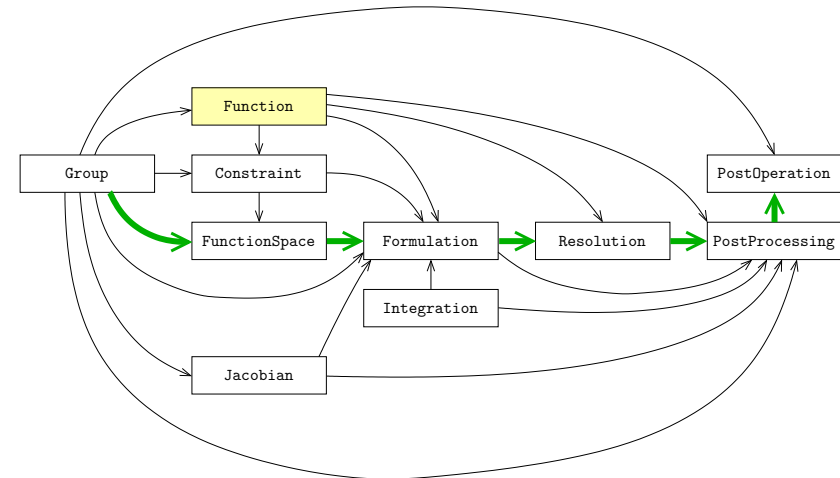 Function
Group
Constraint
PostOperation
FunctionSpace
Formulation
Resolution
PostProcessing
Integration
Jacobian